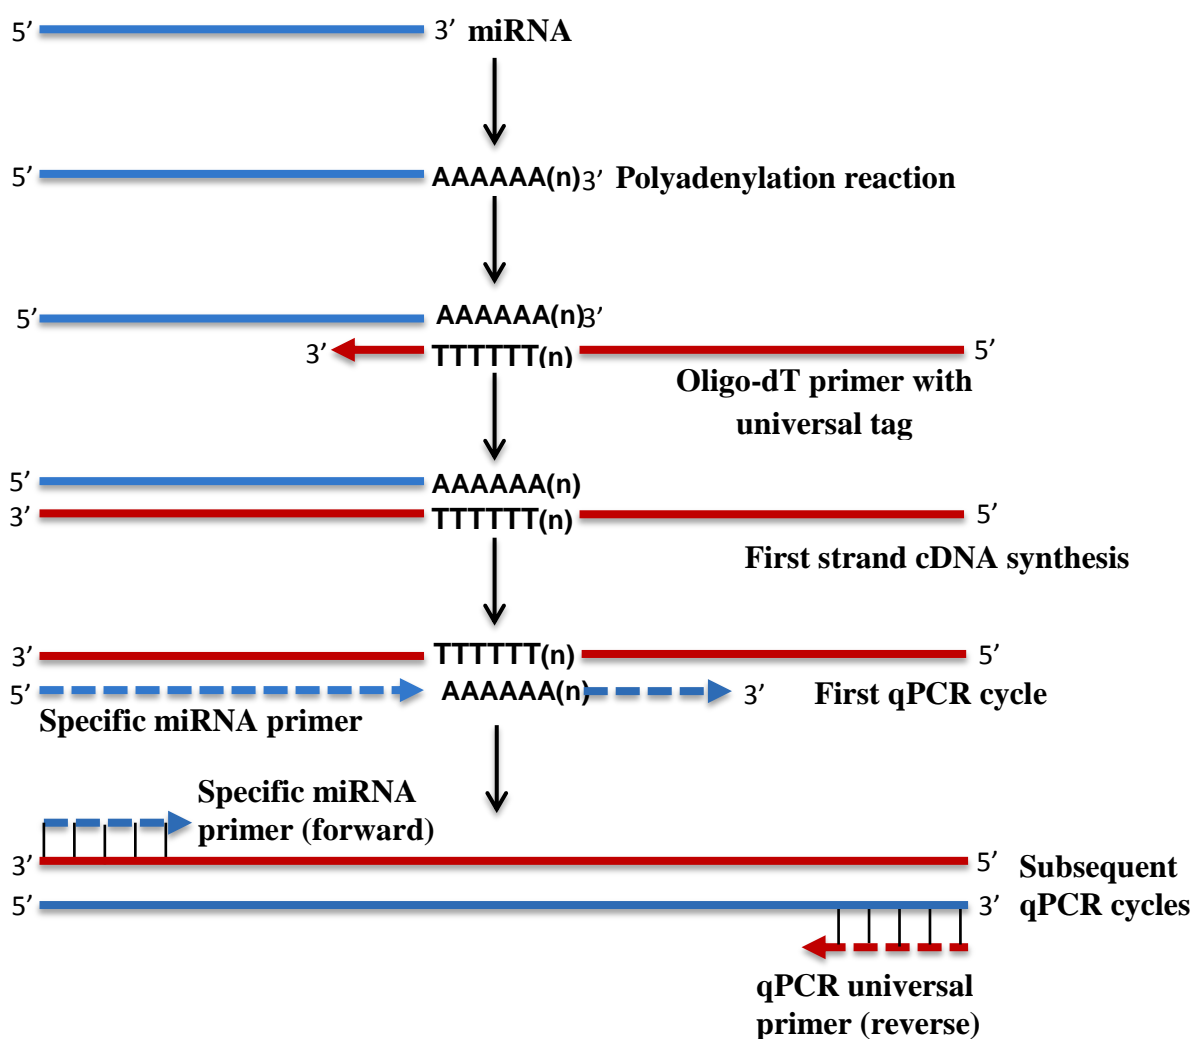 5’ 3’ miRNA
5’ AAAAAA(n)3’ Polyadenylation reaction
5’ AAAAAA(n)3’
3’ TTTTTT(n) 5’
Oligo-dT primer with
universal tag
5’ AAAAAA(n)
3’ TTTTTT(n) 5’
First strand cDNA synthesis
3’ TTTTTT(n) 5’
5’ AAAAAA(n) 3’ First qPCR cycle
Specific miRNA primer
Specific miRNA
primer (forward)
3’ 5’ Subsequent
5’ 3’ qPCR cycles
qPCR universal
primer (reverse)